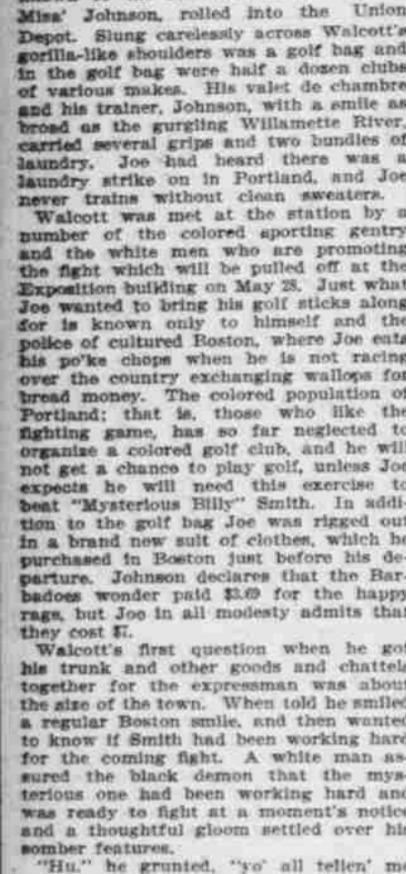 Miss' Johnson, rolled into the Union
Depot. Slung carelessly across Walcott's
gorilla-like shoulders was a golf bag and
in the golf bag were half a dozen clubs
of various makes. His valet de chambre
and his trainer, Johnson, with a smile as
broad as the gurgling Willamette River,
carried several grips and two bundles of
laundry. Joe had heard there was a
laundry strike on in Portland, and Joe
never trains without clean sweaters.
Walcott was met at the station by a
number of the colored sporting gentry
and the white men who are promoting
the fight which will be pulled off at the
Exposition building on May 28. Just what
Joe wanted to bring his golf sticks along
for is known only to himself and the
police of cultured Boston, where Joe eats
his po'ke chops when he is not racing
over the country exchanging wallops for
bread money. The colored population of
Portland; that is, those who like the
fighting game, has so far neglected to
organize a colored golf club, and he will
not get a chance to play golf, unless Joe
expects he will need this exercise to
beat "Mysterious Billy" Smith. In addi-
tion to the golf bag Joe was rigged out
in a brand new suit of clothes, which he
purchased in Boston just before his de-
parture. Johnson declares that the Bar-
badoes wonder paid $3.69 for the happy
rags, but Joe in all modesty admits that
they cost $7.
Walcott's first question when he got
his trunk and other goods and chattels
together for the expressman was about
the size of the town. When told he smiled
a regular Boston smile, and then wanted
to know if Smith had been working hard
for the coming fight. A white man as-
sured the black demon that the mys-
terious one had been working hard and
was ready to fight at a moment's notice
and a thoughtful gloom settled over his
somber features.
"Hu," he grunted, "yo' all tellen' me